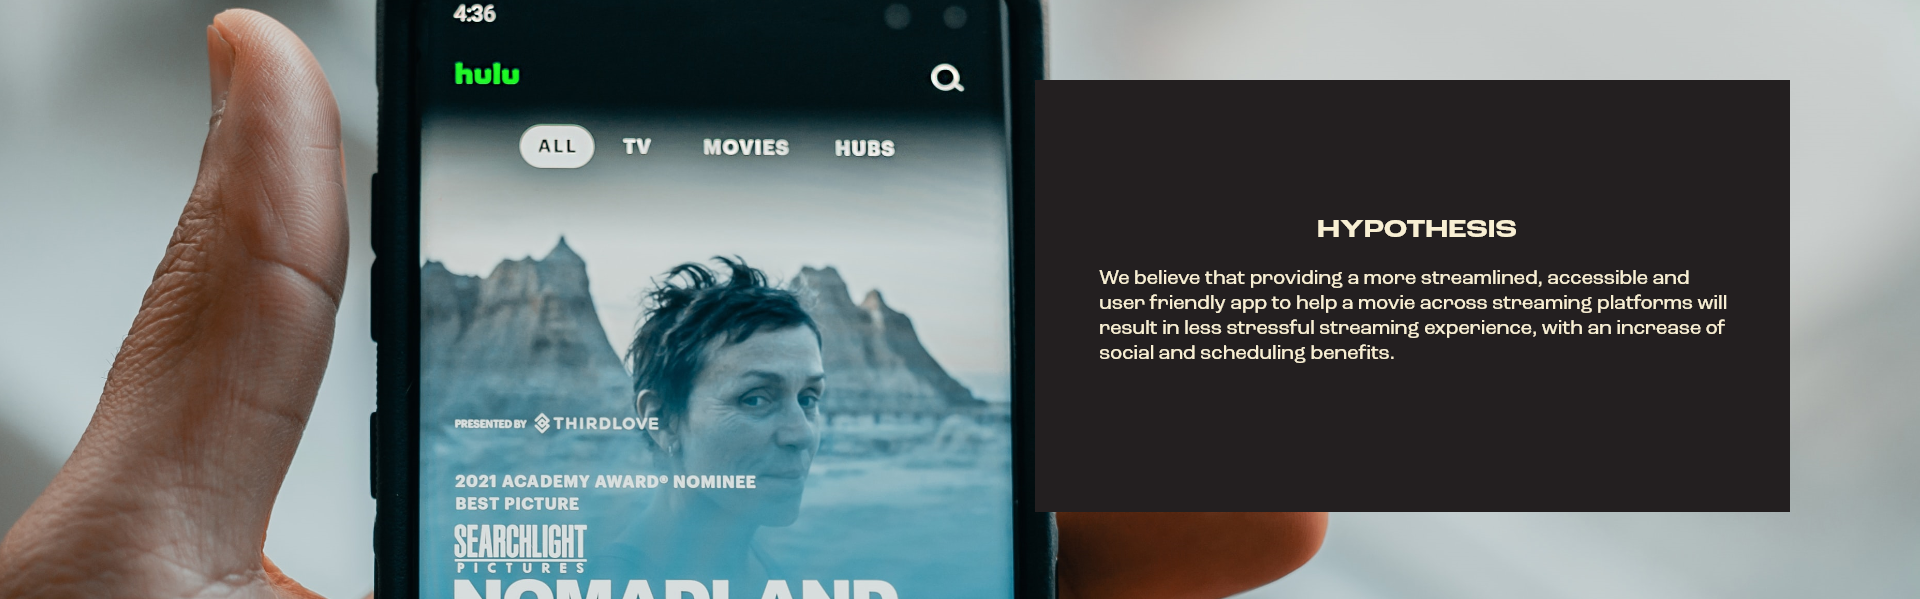 4:36
hulu
ALL TV MOVIES HUBS
PRESENTED BY THIRDLOVE
2021 ACADEMY AWARD® NOMINEE
BEST PICTURE
SEARCHLIGHT
PICTURES
NOMADLAND
HYPOTHESIS
We believe that providing a more streamlined, accessible and
user friendly app to help a movie across streaming platforms will
result in less stressful streaming experience, with an increase of
social and scheduling benefits.